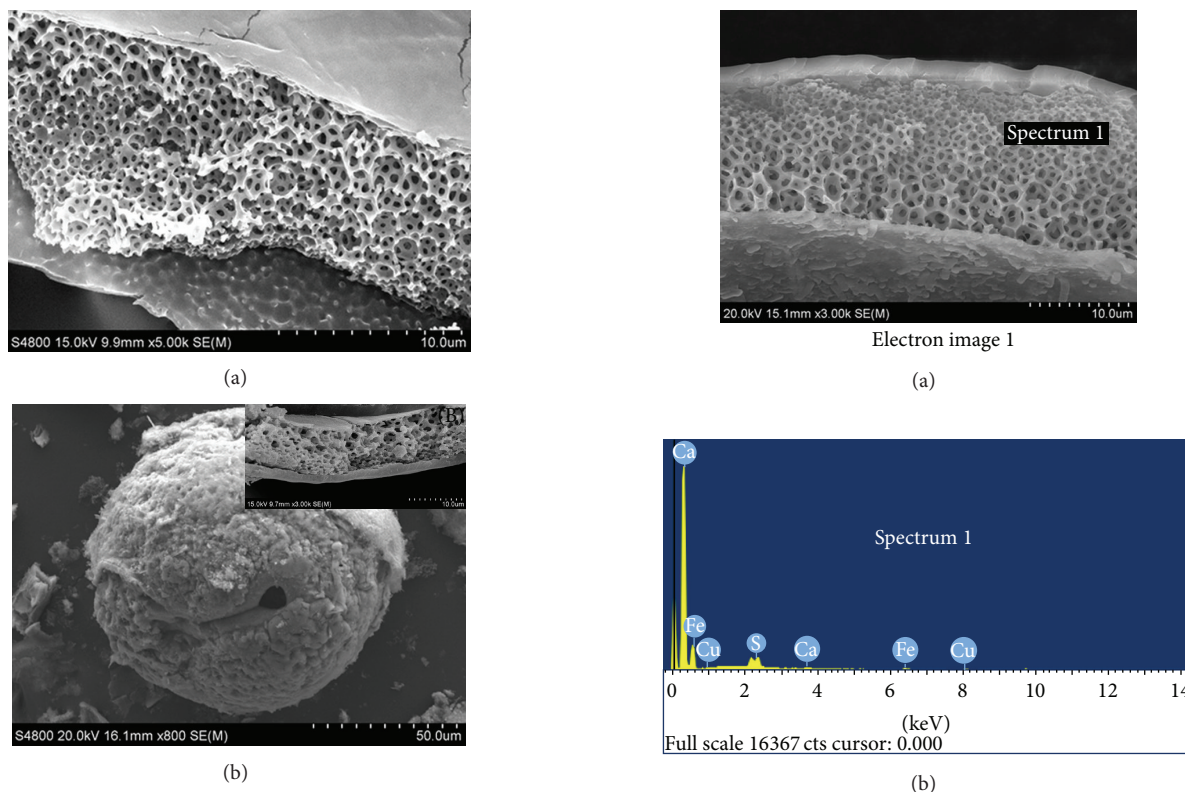 S4800 15.0kV 9.9mm x5.00k SE(M) 10.0um
(a)
(B)
15.0kV 9.7mm x3.00k SE(M) 10.0um
S4800 20.0kV 16.1mm x800 SE(M) 50.0um
(b)
Spectrum 1
20.0kV 15.1mm x3.00k SE(M) 10.0um
Electron image 1
(a)
Ca
Spectrum 1
Fe Cu S Ca Fe Cu
0 2 4 6 8 10 12 14
(keV)
Full scale 16367 cts cursor: 0.000
(b)